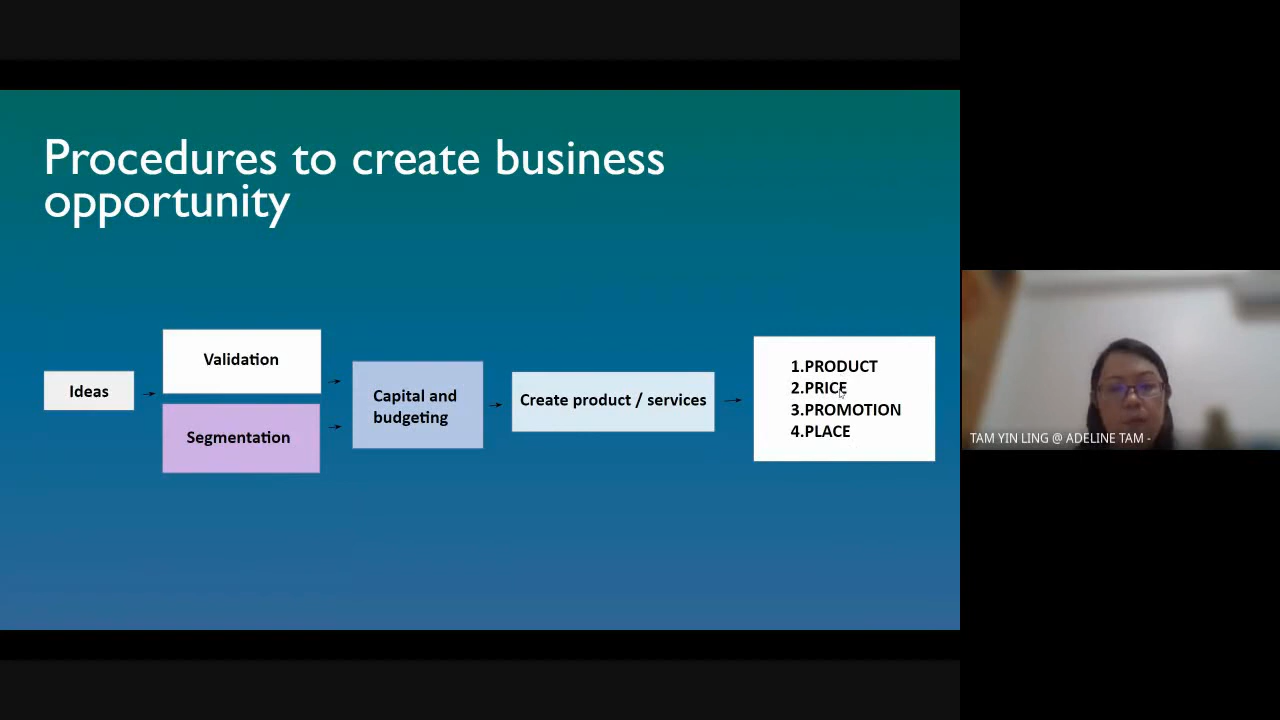 Procedures to create business
opportunity
Ideas
Validation
Segmentation
Capital and
budgeting
Create product / services
1.PRODUCT
2.PRICE
3.PROMOTION
4.PLACE
TAM YIN LING @ ADELINE TAM -